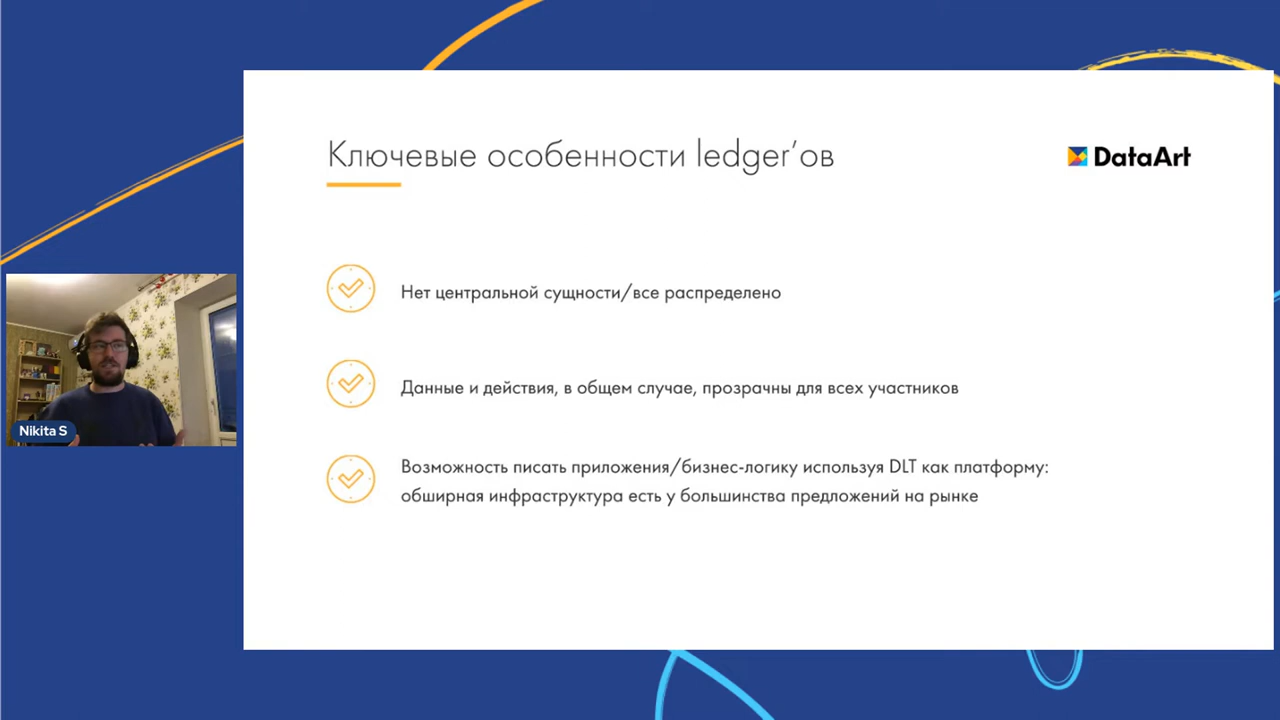 Ключевые особенности ledger’ов
DataArt
Нет центральной сущности/все распределено
Данные и действия, в общем случае, прозрачны для всех участников
Возможность писать приложения/бизнес-логику используя DLT как платформу:
обширная инфраструктура есть у большинства предложений на рынке
Nikita S